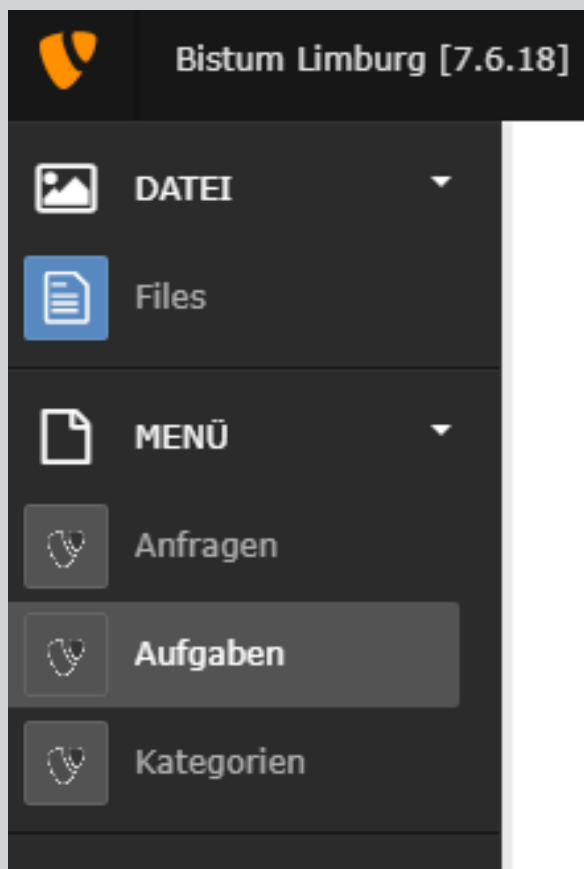 Bistum Limburg [7.6.18]
DATEI
Files
MENÜ
Anfragen
Aufgaben
Kategorien